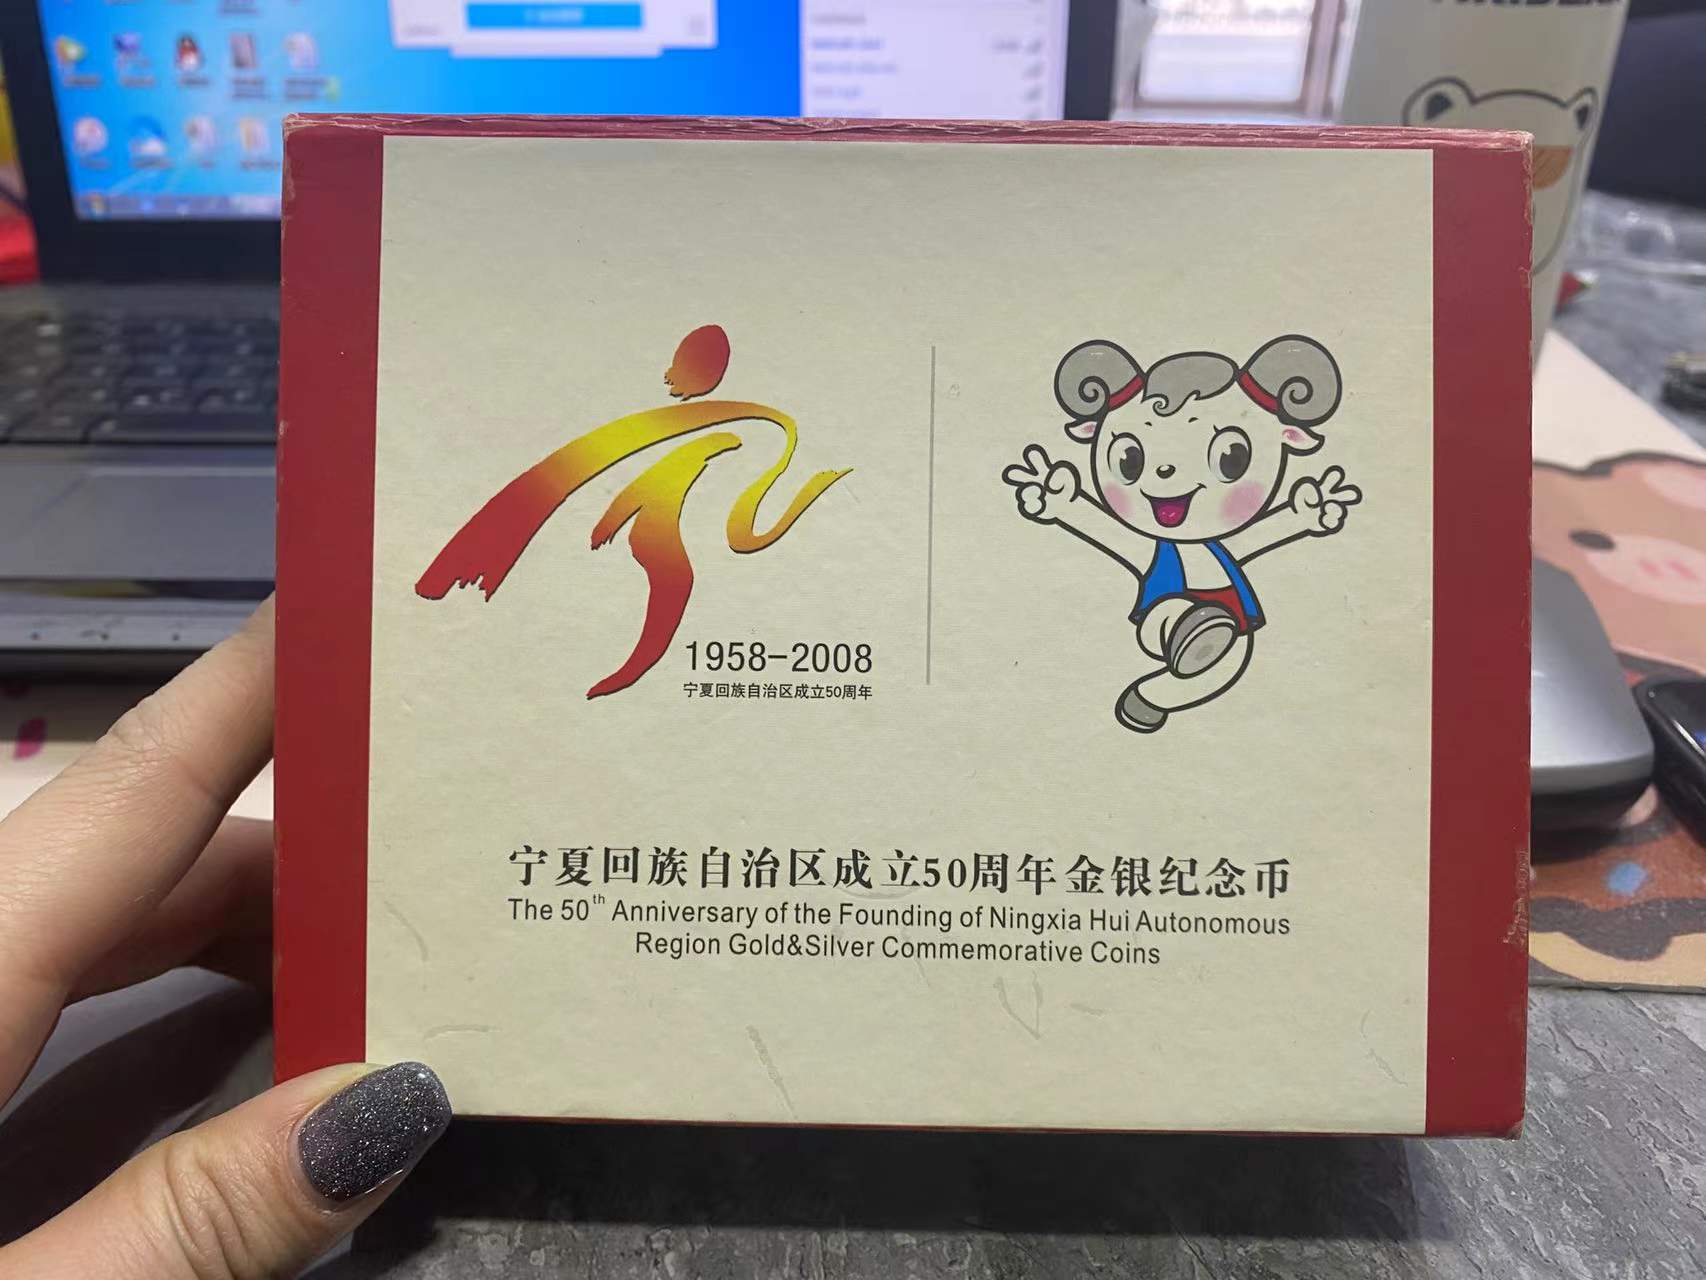 1958-2008
宁夏回族自治区成立50周年
宁夏回族自治区成立50周年金银纪念币
The 50th Anniversary of the Founding of Ningxia Hui Autonomous
Region Gold&Silver Commemorative Coins